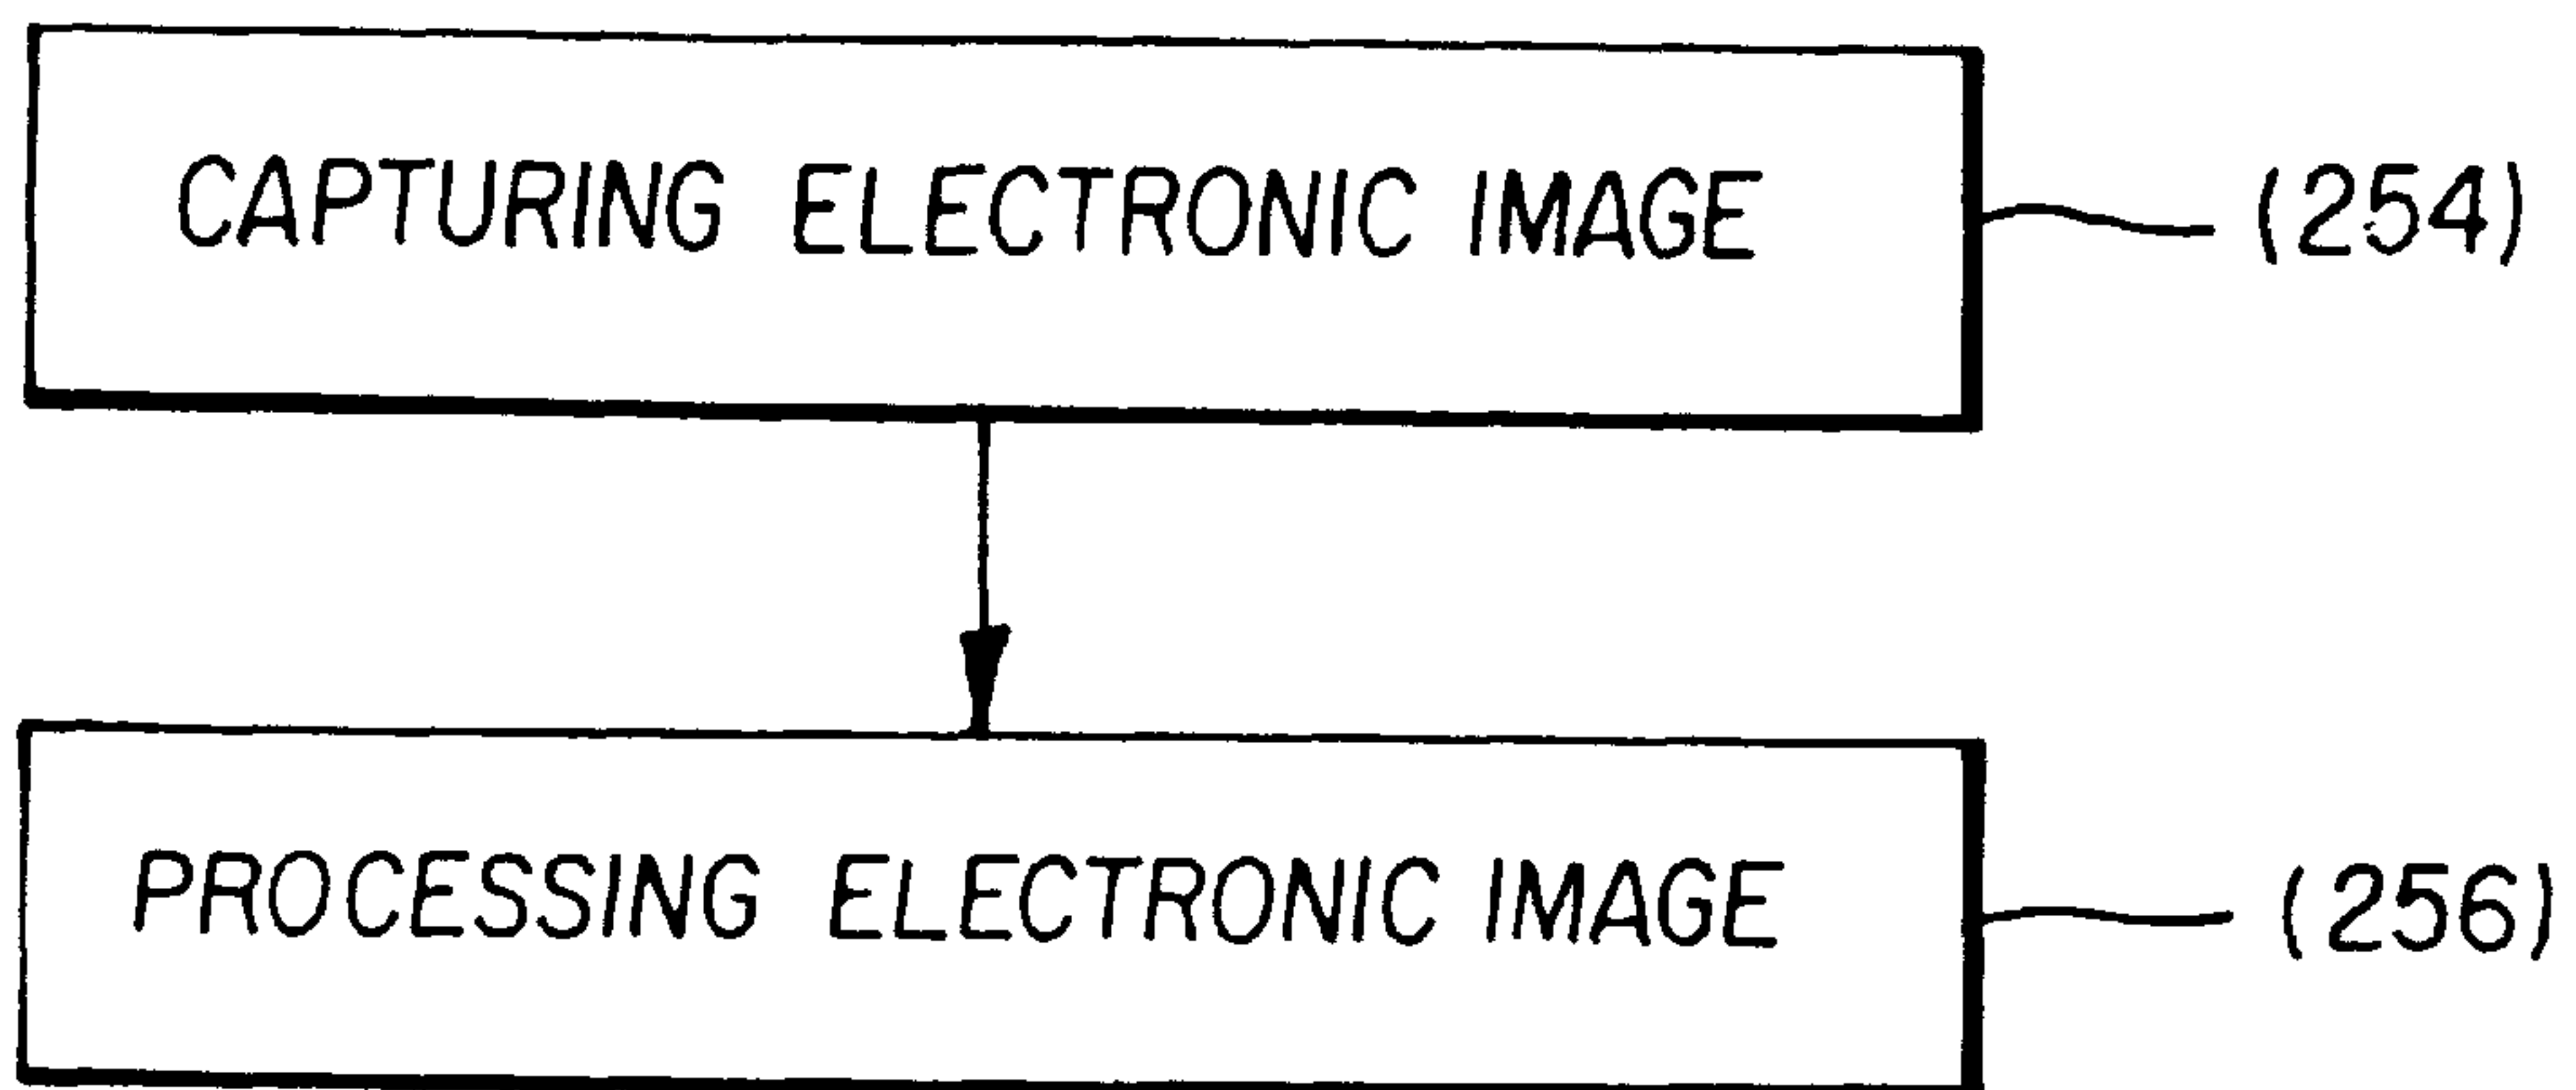 CAPTURING ELECTRONIC IMAGE (254)
PROCESSING ELECTRONIC IMAGE (256)